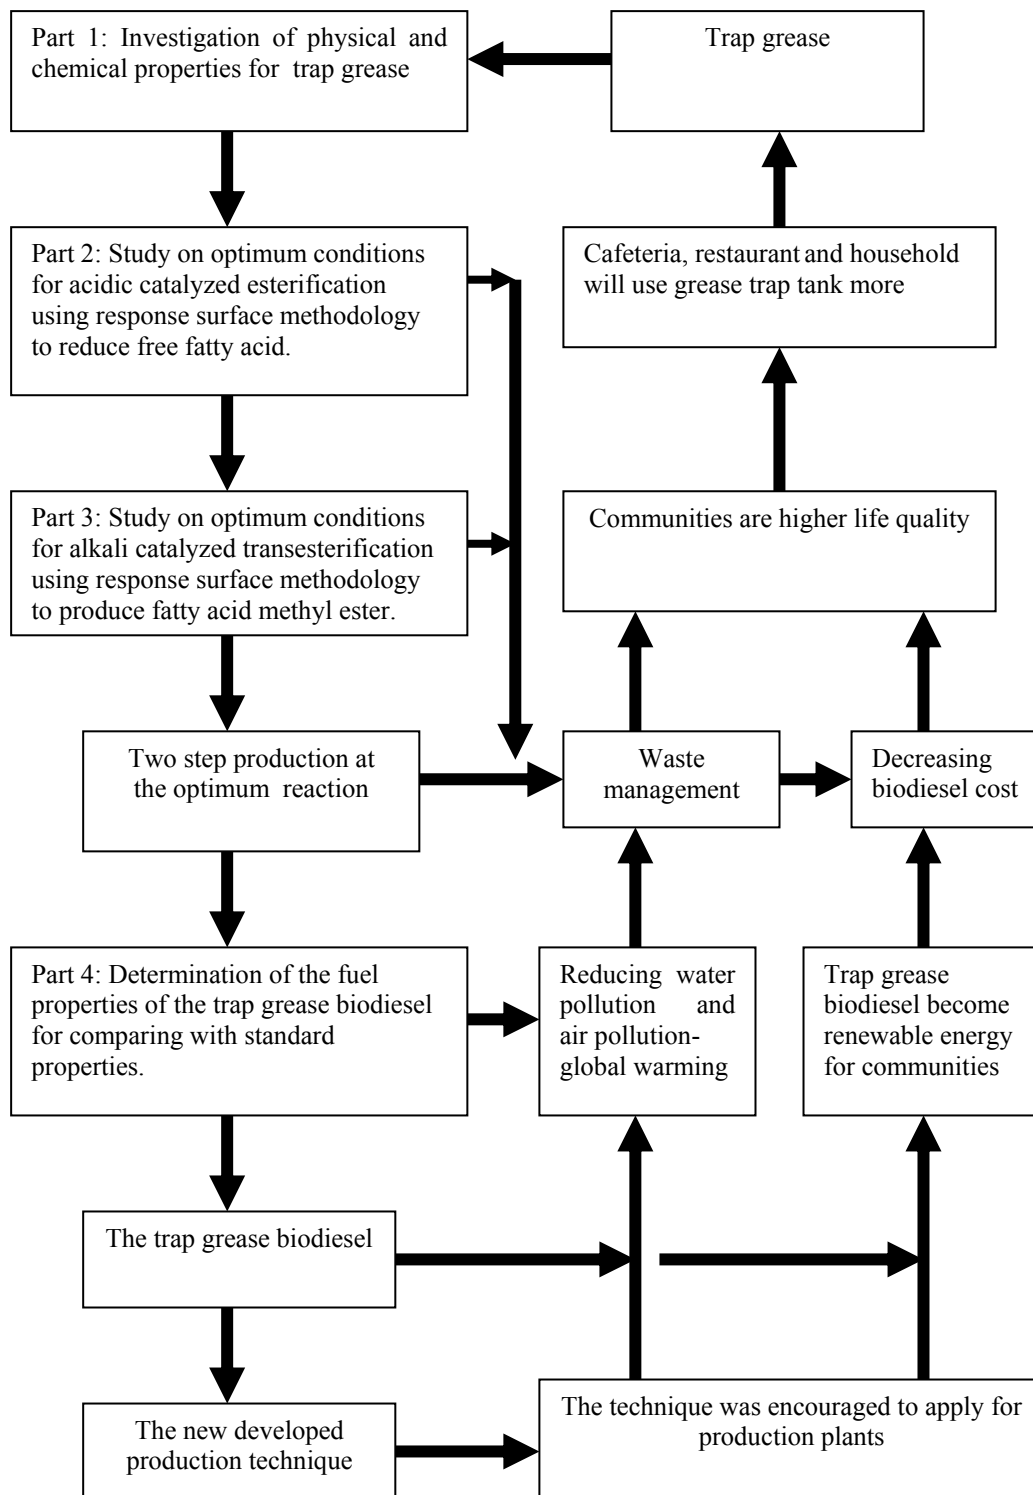 Part 1: Investigation of physical and
chemical properties for trap grease
Trap grease
Part 2: Study on optimum conditions
for acidic catalyzed esterification
using response surface methodology
to reduce free fatty acid.
Cafeteria, restaurant and household
will use grease trap tank more
Part 3: Study on optimum conditions
for alkali catalyzed transesterification
using response surface methodology
to produce fatty acid methyl ester.
Communities are higher life quality
Two step production at
the optimum reaction
Waste
management
Decreasing
biodiesel cost
Part 4: Determination of the fuel
properties of the trap grease biodiesel
for comparing with standard
properties.
Reducing water
pollution and
air pollution-
global warming
Trap grease
biodiesel become
renewable energy
for communities
The trap grease biodiesel
The new developed
production technique
The technique was encouraged to apply for
production plants